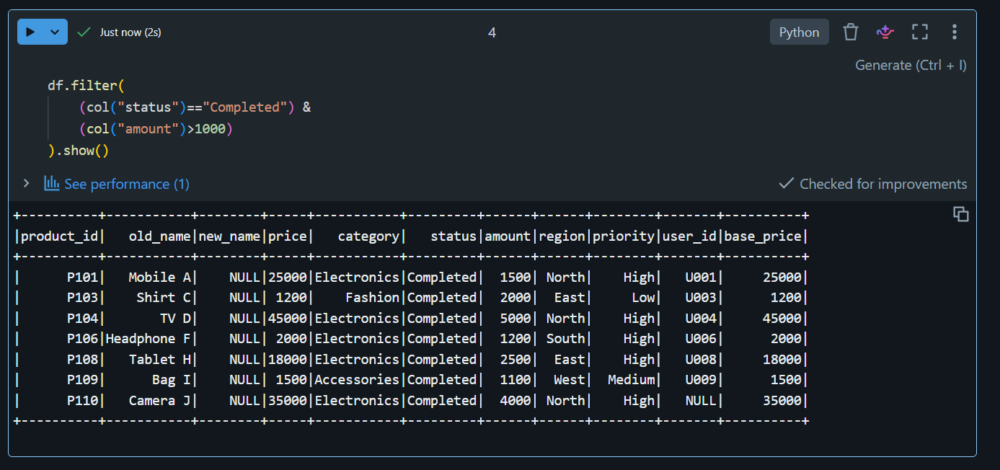 Just now (2s)
4
Python
Generate (Ctrl + I)
df.filter(
    (col("status")=="Completed") &
    (col("amount")>1000)
).show()
See performance (1)
Checked for improvements
+----------+-----------+--------+-----+-----------+---------+------+------+--------+-------+----------+
|product_id|   old_name|new_name|price|   category|   status|amount|region|priority|user_id|base_price|
+----------+-----------+--------+-----+-----------+---------+------+------+--------+-------+----------+
|      P101|   Mobile A|    NULL|25000|Electronics|Completed|  1500| North|    High|   U001|     25000|
|      P103|    Shirt C|    NULL| 1200|    Fashion|Completed|  2000|  East|     Low|   U003|      1200|
|      P104|       TV D|    NULL|45000|Electronics|Completed|  5000| North|    High|   U004|     45000|
|      P106|Headphone F|    NULL| 2000|Electronics|Completed|  1200| South|    High|   U006|      2000|
|      P108|   Tablet H|    NULL|18000|Electronics|Completed|  2500|  East|    High|   U008|     18000|
|      P109|      Bag I|    NULL| 1500|Accessories|Completed|  1100|  West|  Medium|   U009|      1500|
|      P110|   Camera J|    NULL|35000|Electronics|Completed|  4000| North|    High|   NULL|     35000|
+----------+-----------+--------+-----+-----------+---------+------+------+--------+-------+----------+